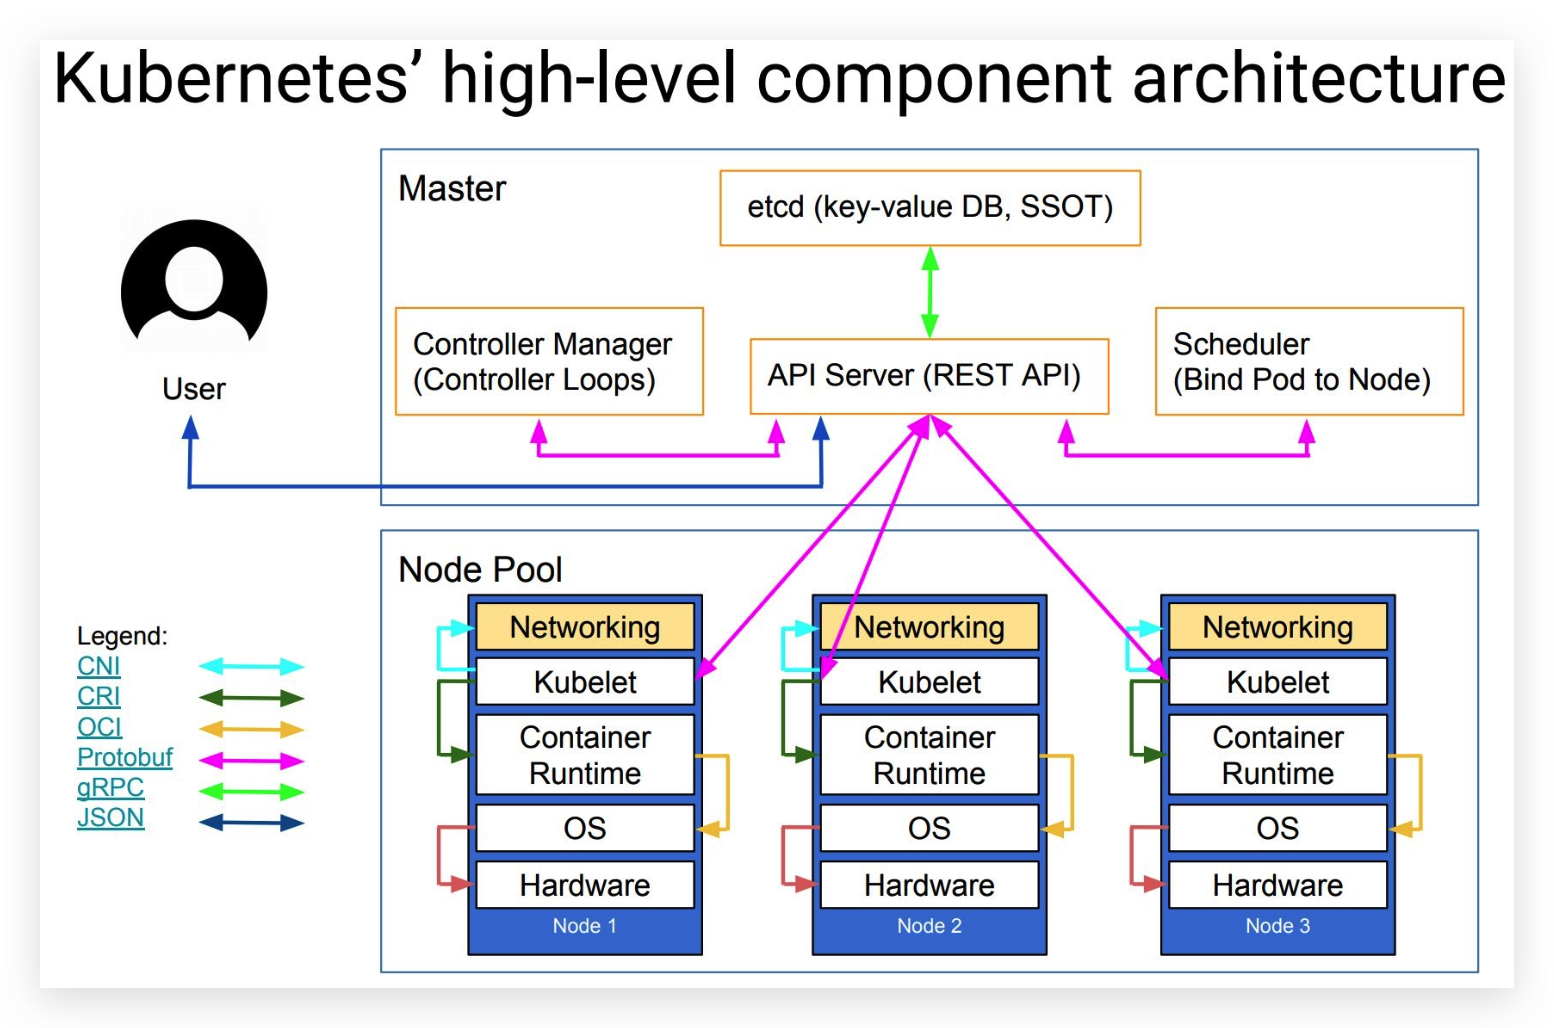 Kubernetes’ high-level component architecture
Master
etcd (key-value DB, SSOT)
Controller Manager
(Controller Loops)
API Server (REST API)
Scheduler
(Bind Pod to Node)
User
Node Pool
Legend:
CNI
CRI
OCI
Protobuf
gRPC
JSON
Networking
Kubelet
Container
Runtime
OS
Hardware
Node 1
Networking
Kubelet
Container
Runtime
OS
Hardware
Node 2
Networking
Kubelet
Container
Runtime
OS
Hardware
Node 3